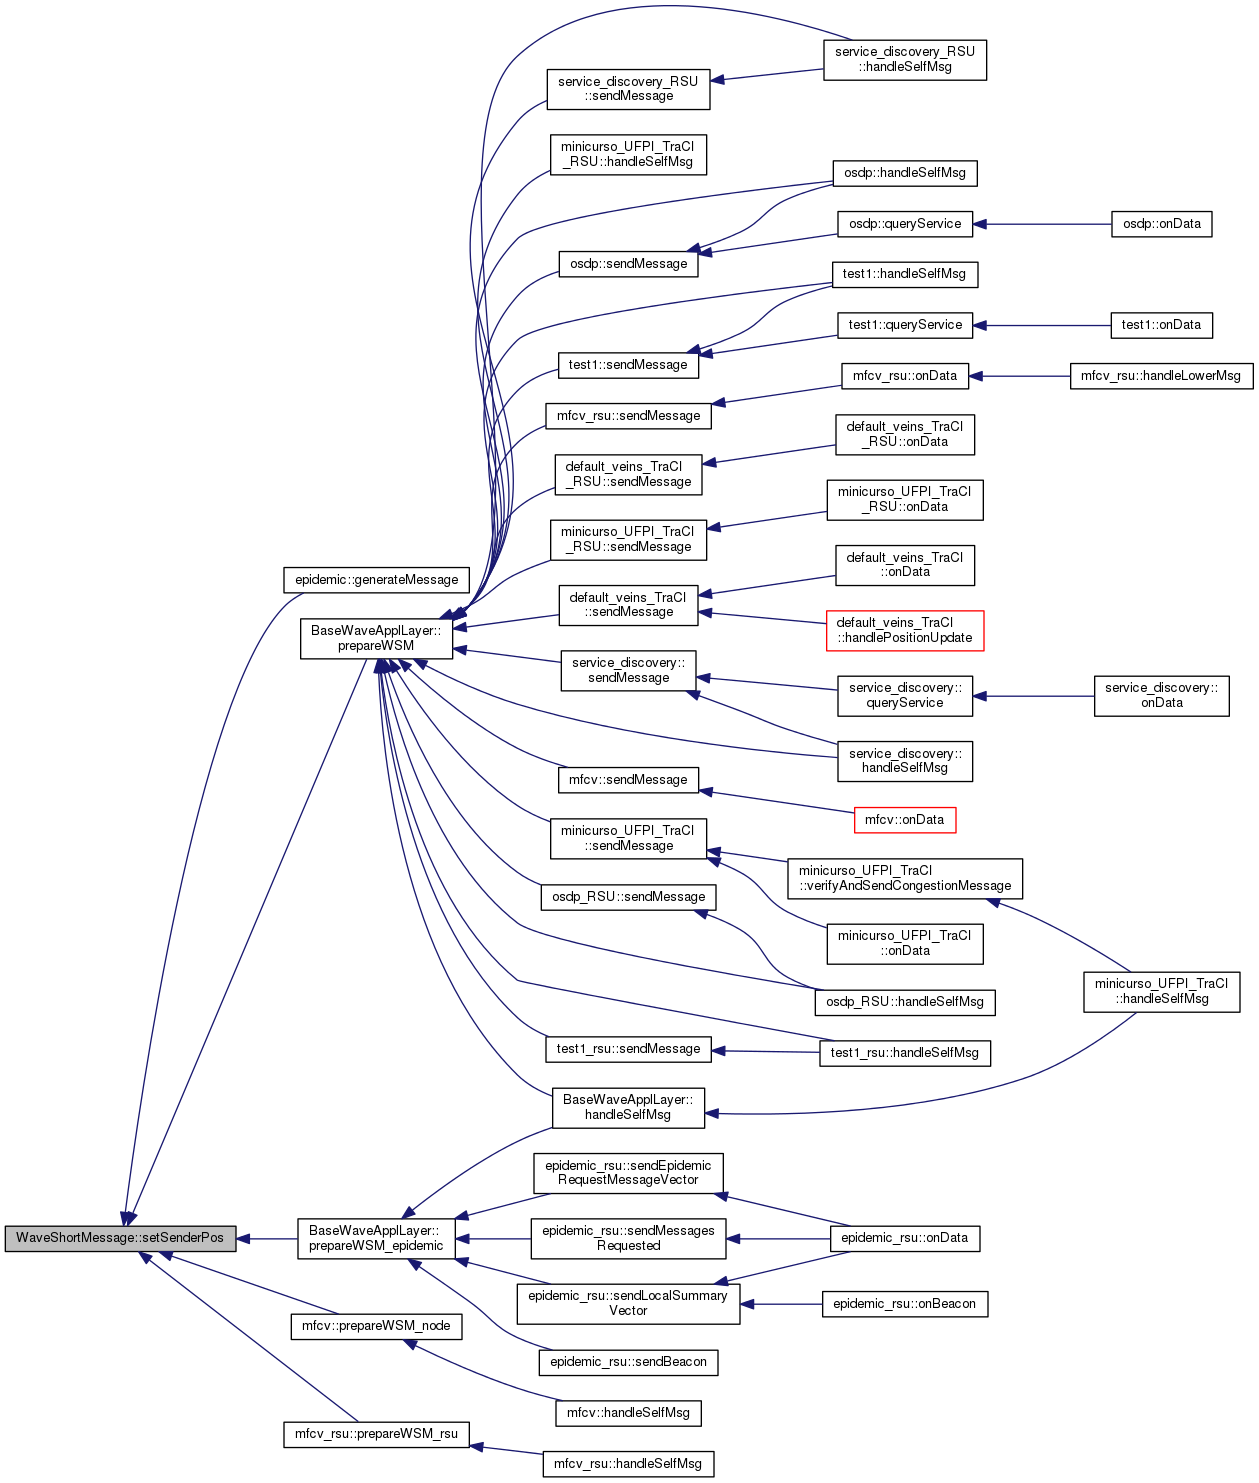 service_discovery_RSU
::handleSelfMsg
service_discovery_RSU
::sendMessage
minicurso_UFPI_TraCI
_RSU::handleSelfMsg
osdp::handleSelfMsg
osdp::queryService
osdp::onData
osdp::sendMessage
test1::handleSelfMsg
test1::queryService
test1::onData
test1::sendMessage
mfcv_rsu::onData
mfcv_rsu::handleLowerMsg
mfcv_rsu::sendMessage
default_veins_TraCI
_RSU::onData
default_veins_TraCI
_RSU::sendMessage
minicurso_UFPI_TraCI
_RSU::onData
minicurso_UFPI_TraCI
_RSU::sendMessage
default_veins_TraCI
::onData
epidemic::generateMessage
default_veins_TraCI
::sendMessage
default_veins_TraCI
::handlePositionUpdate
BaseWaveApplLayer::
prepareWSM
service_discovery::
sendMessage
service_discovery::
queryService
service_discovery::
onData
service_discovery::
handleSelfMsg
mfcv::sendMessage
mfcv::onData
minicurso_UFPI_TraCI
::sendMessage
minicurso_UFPI_TraCI
::verifyAndSendCongestionMessage
osdp_RSU::sendMessage
minicurso_UFPI_TraCI
::onData
minicurso_UFPI_TraCI
::handleSelfMsg
osdp_RSU::handleSelfMsg
test1_rsu::sendMessage
test1_rsu::handleSelfMsg
BaseWaveApplLayer::
handleSelfMsg
epidemic_rsu::sendEpidemic
RequestMessageVector
WaveShortMessage::setSenderPos
BaseWaveApplLayer::
prepareWSM_epidemic
epidemic_rsu::sendMessages
Requested
epidemic_rsu::onData
epidemic_rsu::sendLocalSummary
Vector
epidemic_rsu::onBeacon
mfcv::prepareWSM_node
epidemic_rsu::sendBeacon
mfcv::handleSelfMsg
mfcv_rsu::prepareWSM_rsu
mfcv_rsu::handleSelfMsg